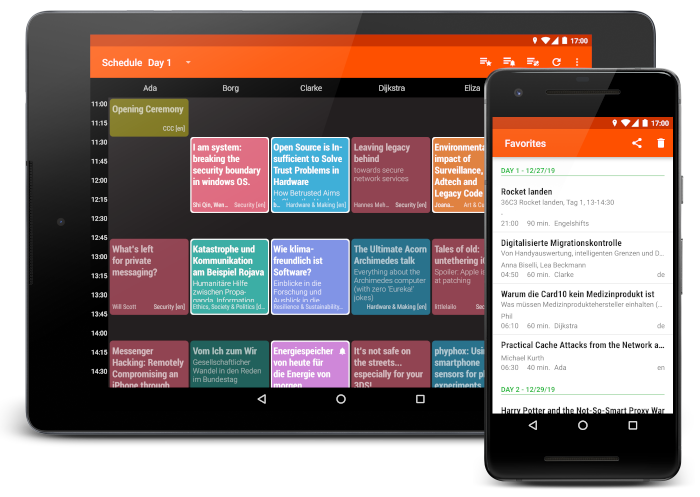 17:00
Schedule Day 1
Ada Borg Clarke Dijkstra Eliza
11:00
11:15
11:30
11:45
12:00
12:15
12:30
12:45
13:00
13:15
13:30
13:45
14:00
14:15
14:30
Opening Ceremony
CCC [en]
I am system:
breaking the
security boundary
in windows OS.
Shi Qie, Wen... Security [en]
Open Source is In-
sufficient to Solve
Trust Problems in
Hardware
How Betrusted Aims
b... Hardware & Making [en]
Leaving legacy
behind
towards secure
network services
Hannes Meh... Security [en]
Environmental
impact of
Surveillance,
Adtech and
Legacy Code
Joana... Art & Cu
What's left
for private
messaging?
Will Scott Security [en]
Katastrophe und
Kommunikation
am Beispiel Rojava
Humanitäre Hilfe
zwischen Propa-
ganda, Information
Ethics, Society & Politics [d...
Wie klima-
freundlich ist
Software?
Einblicke in die
Forschung und
Ausblick in die
Resilience & Sustainability...
The Ultimate Acorn
Archimedes talk
Everything about the
Archimedes computer
(with zero 'Eureka!'
jokes)
Hardware & Making [en]
Tales of old:
untethering i
Spoiler: Apple is
at patching
littlelailo Sec
Messenger
Hacking: Remotely
Compromising an
iPhone through
Vom Ich zum Wir
Gesellschaftlicher
Wandel in den Reden
im Bundestag
Energiespeicher
von heute für
die Energie von
morgen
It's not safe on
the streets...
especially for your
3DS!
phyphox: Usi
smartphone
sensors for p
experiments
17:00
Favorites
DAY 1 - 12/27/19
Rocket landen
36C3 Rocket landen, Tag 1, 13-14:30
-
21:00 90 min. Engelshifts
Digitalisierte Migrationskontrolle
Von Handyauswertung, intelligenten Grenzen und D...
Anna Biselli, Lea Beckmann
04:50 60 min. Clarke de
Warum die Card10 kein Medizinprodukt ist
Was müssen Medizinproduktehersteller einhalten (...
Phil
06:10 60 min. Dijkstra de
Practical Cache Attacks from the Network a...
Michael Kurth
06:30 40 min. Ada en
DAY 2 - 12/29/19
Harry Potter and the Not-So-Smart Proxy War